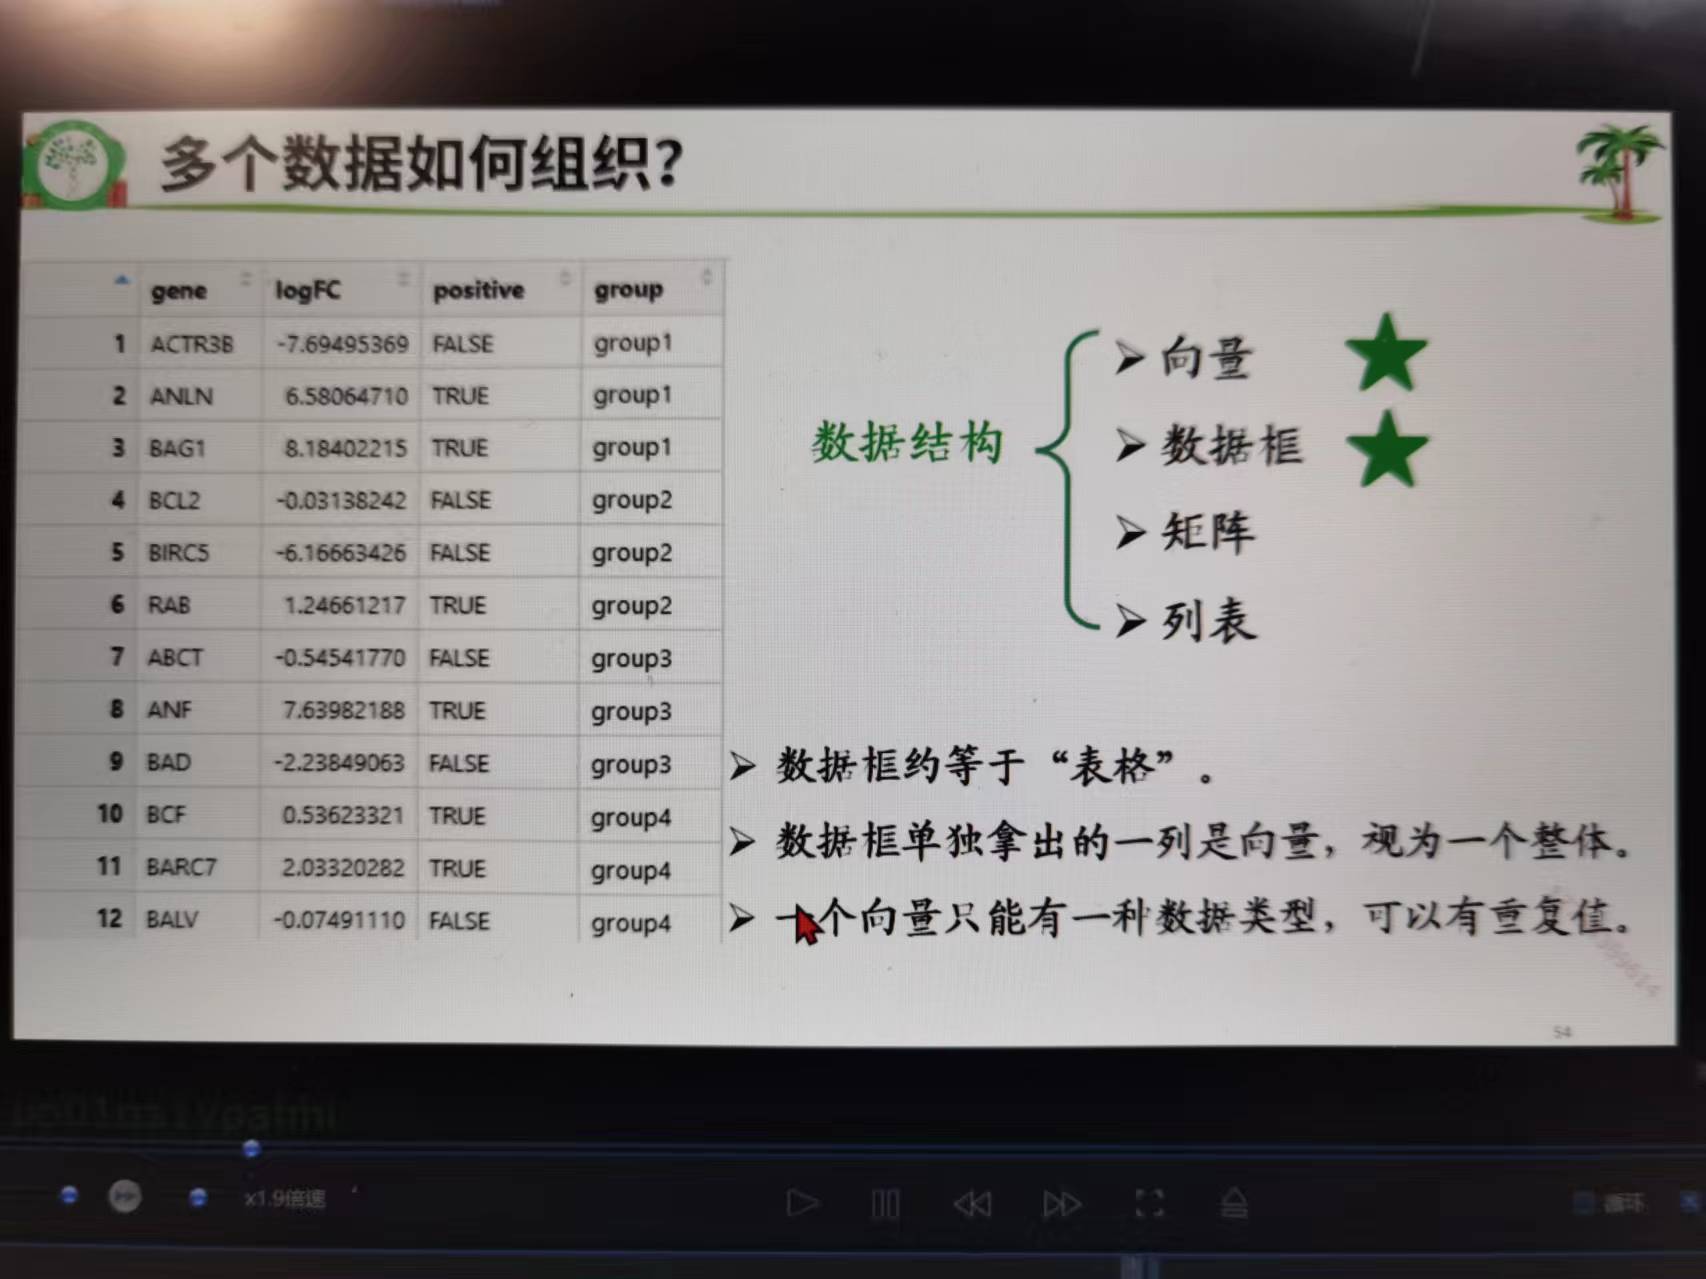 多个数据如何组织？
gene logFC positive group
1 ACTR3B -7.69495369 FALSE group1
2 ANLN 6.58064710 TRUE group1
3 BAG1 8.18402215 TRUE group1
4 BCL2 -0.03138242 FALSE group2
5 BIRC5 -6.16663426 FALSE group2
6 RAB 1.24661217 TRUE group2
7 ABCT -0.54541770 FALSE group3
8 ANF 7.63982188 TRUE group3
9 BAD -2.23849063 FALSE group3
10 BCF 0.53623321 TRUE group4
11 BARC7 2.03320282 TRUE group4
12 BALV -0.07491110 FALSE group4
数据结构
➢ 向量
➢ 数据框
➢ 矩阵
➢ 列表
➢ 数据框约等于“表格”。
➢ 数据框单独拿出的一列是向量，视为一个整体。
➢ 一个向量只能有一种数据类型，可以有重复值。
54
x1.9倍速
循环